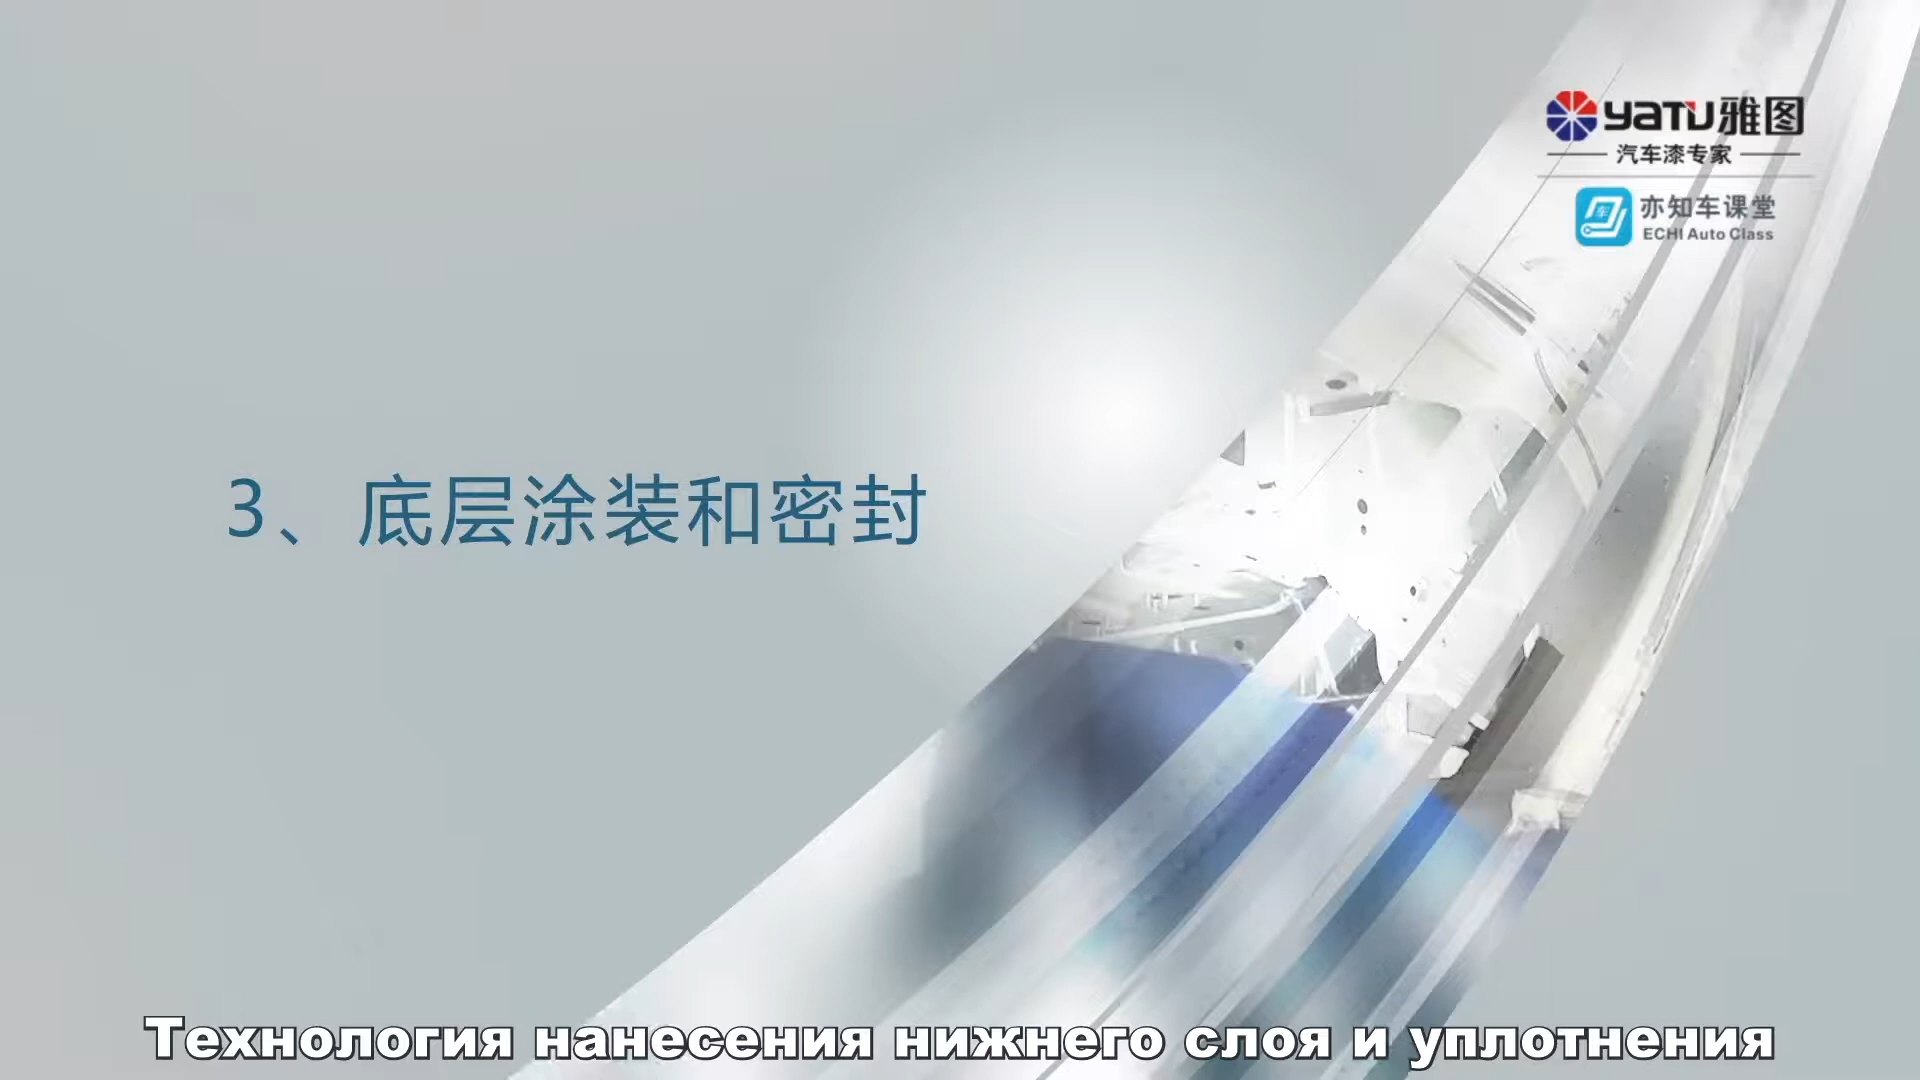 yaTU雅图
汽车漆专家
亦知车课堂
ECHI Auto Class
3、底层涂装和密封
Технология нанесения нижнего слоя и уплотнения